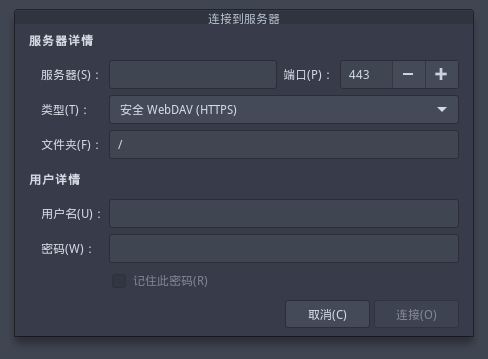 连接到服务器
服务器详情
服务器(S)： 端口(P)： 443
类型(T)： 安全 WebDAV (HTTPS)
文件夹(F)： /
用户详情
用户名(U)：
密码(W)：
记住此密码(R)
取消(C) 连接(O)